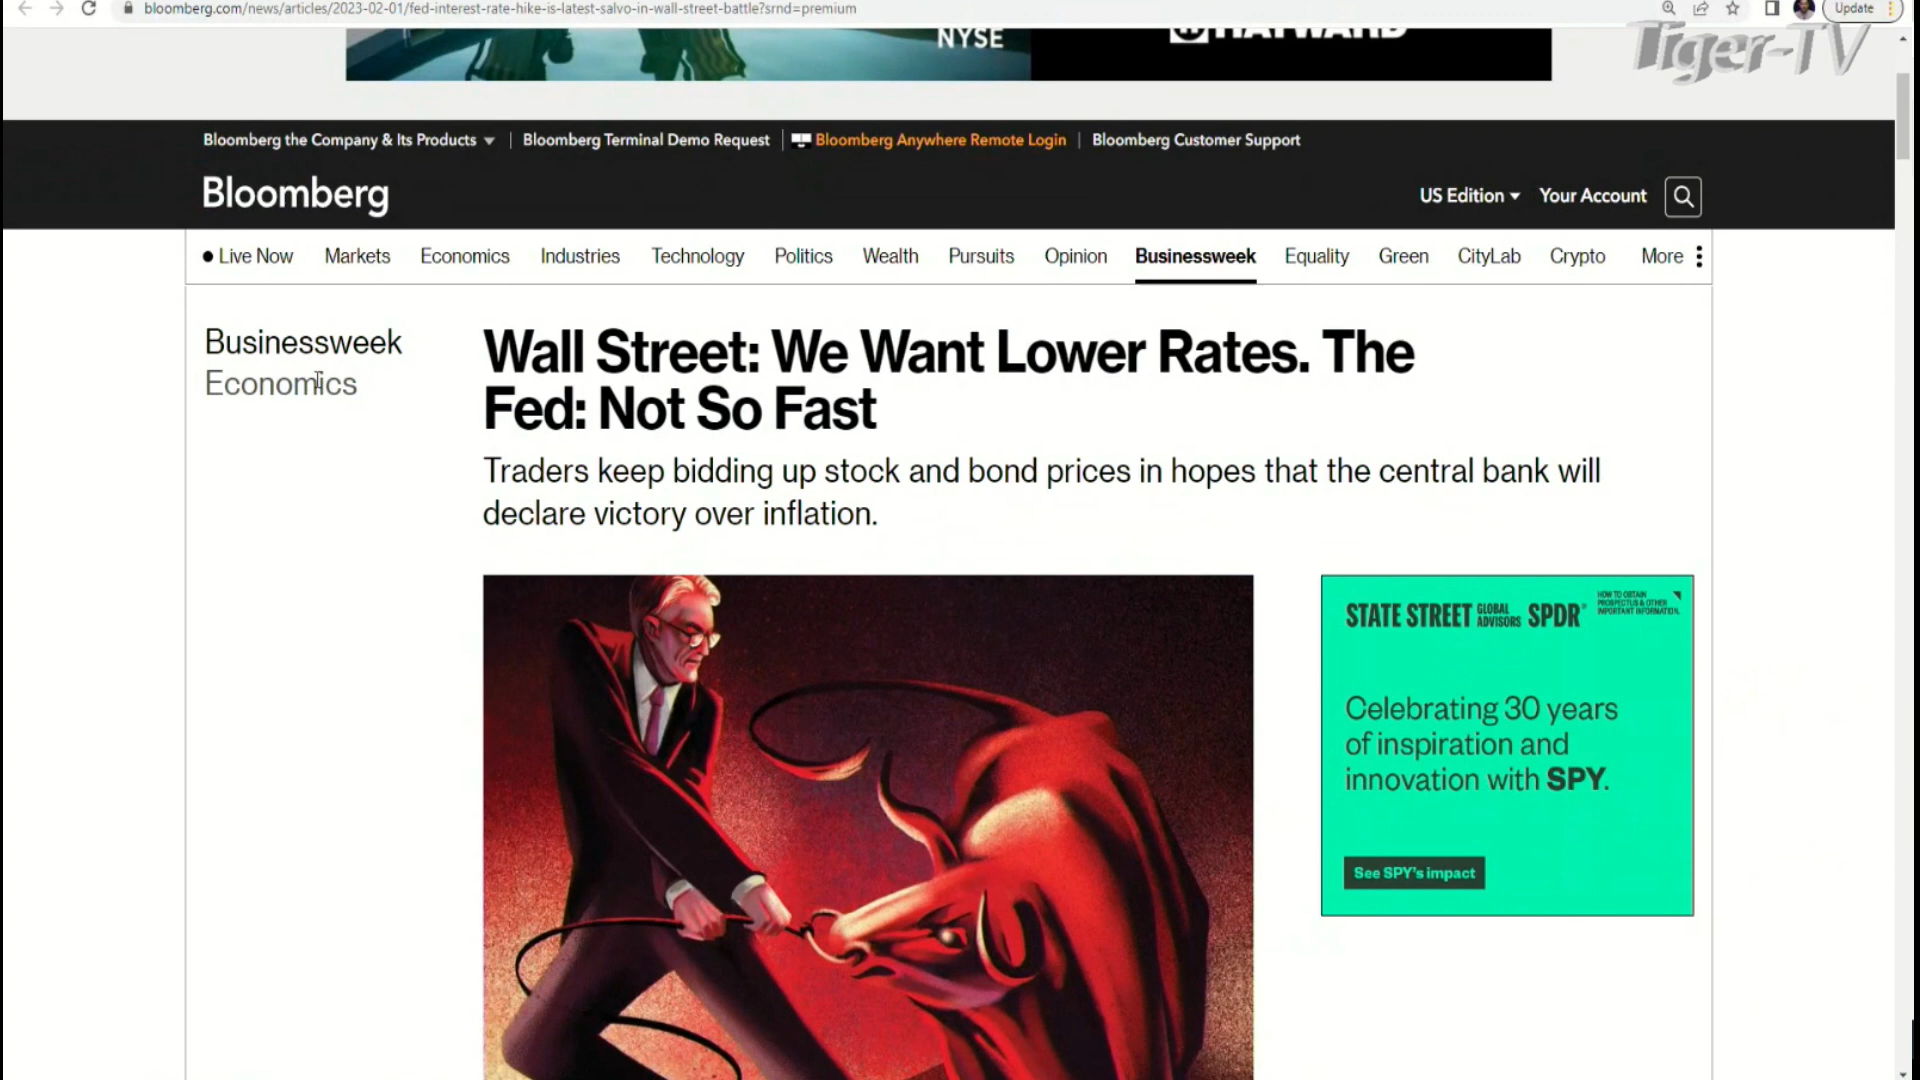 bloomberg.com/news/articles/2023-02-01/fed-interest-rate-hike-is-latest-salvo-in-wall-street-battle?srnd=premium
Update
Tiger-TV
NYSE
HAYWARD
Bloomberg the Company & Its Products
Bloomberg Terminal Demo Request
Bloomberg Anywhere Remote Login
Bloomberg Customer Support
Bloomberg
US Edition
Your Account
Live Now
Markets
Economics
Industries
Technology
Politics
Wealth
Pursuits
Opinion
Businessweek
Equality
Green
CityLab
Crypto
More
Businessweek
Economics
Wall Street: We Want Lower Rates. The
Fed: Not So Fast
Traders keep bidding up stock and bond prices in hopes that the central bank will
declare victory over inflation.
STATE STREET GLOBAL ADVISORS SPDR®
HOW TO OBTAIN
PROSPECTUS & OTHER
IMPORTANT INFORMATION.
Celebrating 30 years
of inspiration and
innovation with SPY.
See SPY's impact